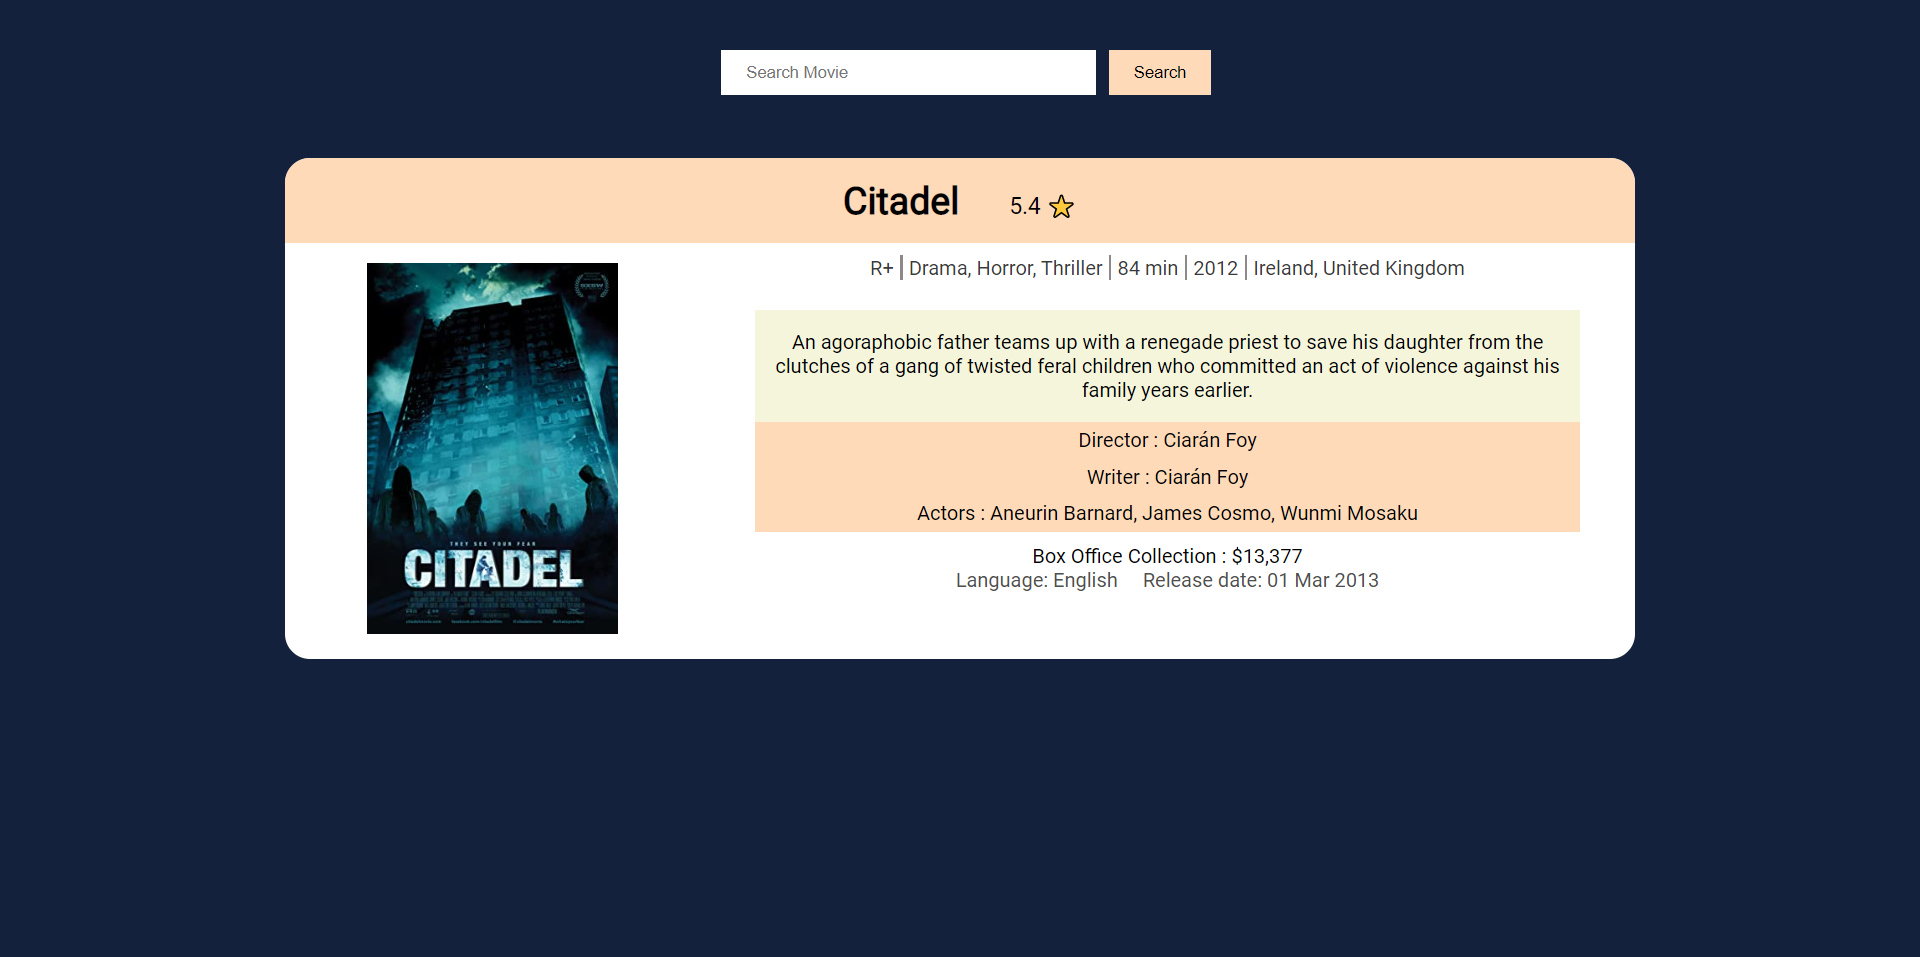 Search Movie Search
Citadel 5.4
R+ Drama, Horror, Thriller 84 min 2012 Ireland, United Kingdom
An agoraphobic father teams up with a renegade priest to save his daughter from the
clutches of a gang of twisted feral children who committed an act of violence against his
family years earlier.
Director : Ciarán Foy
Writer : Ciarán Foy
Actors : Aneurin Barnard, James Cosmo, Wunmi Mosaku
Box Office Collection : $13,377
Language: English Release date: 01 Mar 2013
THEY SEE YOUR FEAR
CITADEL